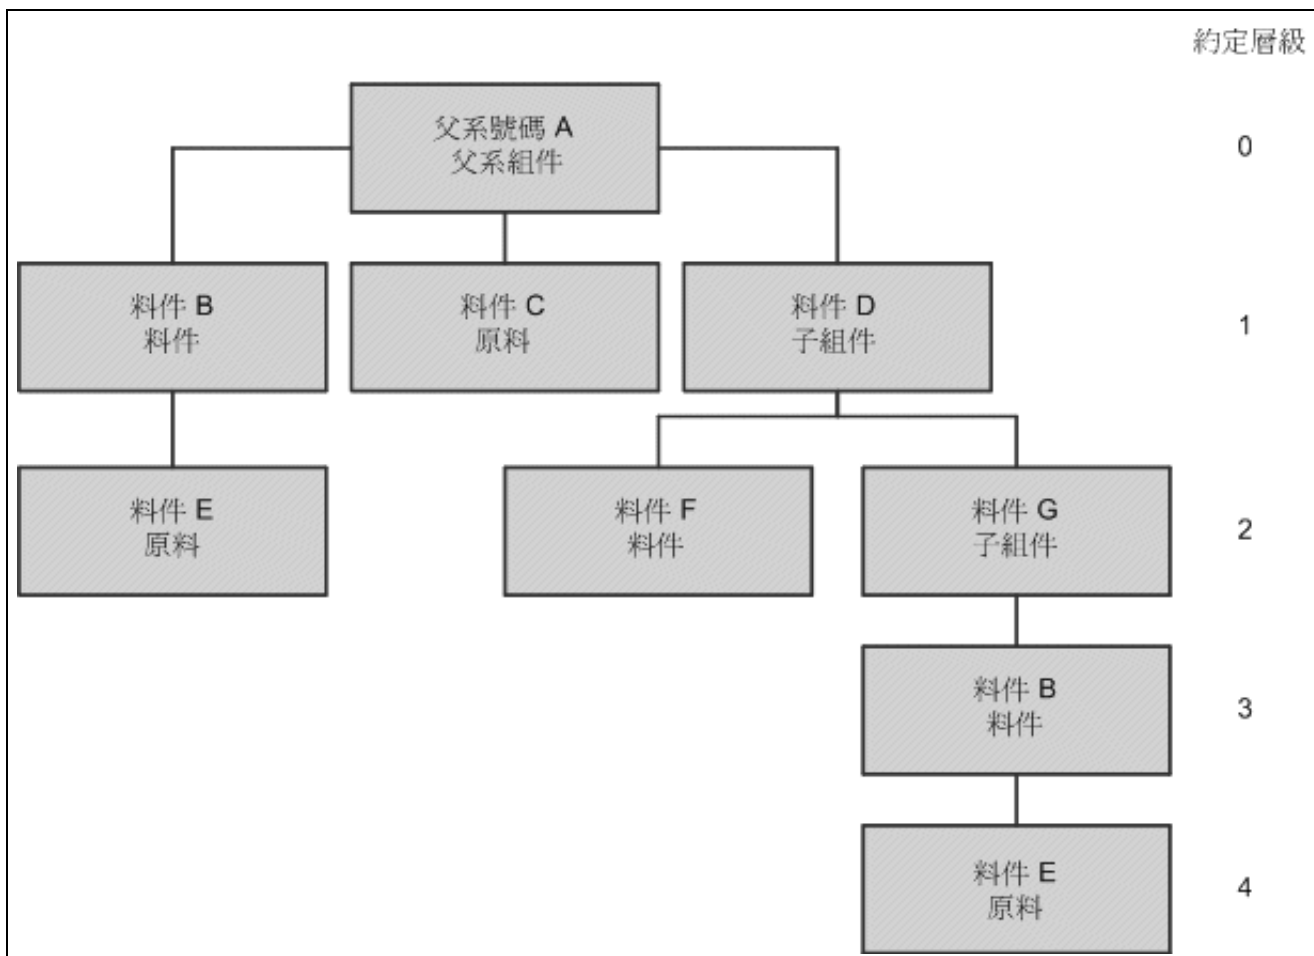 約定層級
父系號碼 A
父系組件
0
料件 B
料件
料件 C
原料
料件 D
子組件
1
料件 E
原料
料件 F
料件
料件 G
子組件
2
料件 B
料件
3
料件 E
原料
4